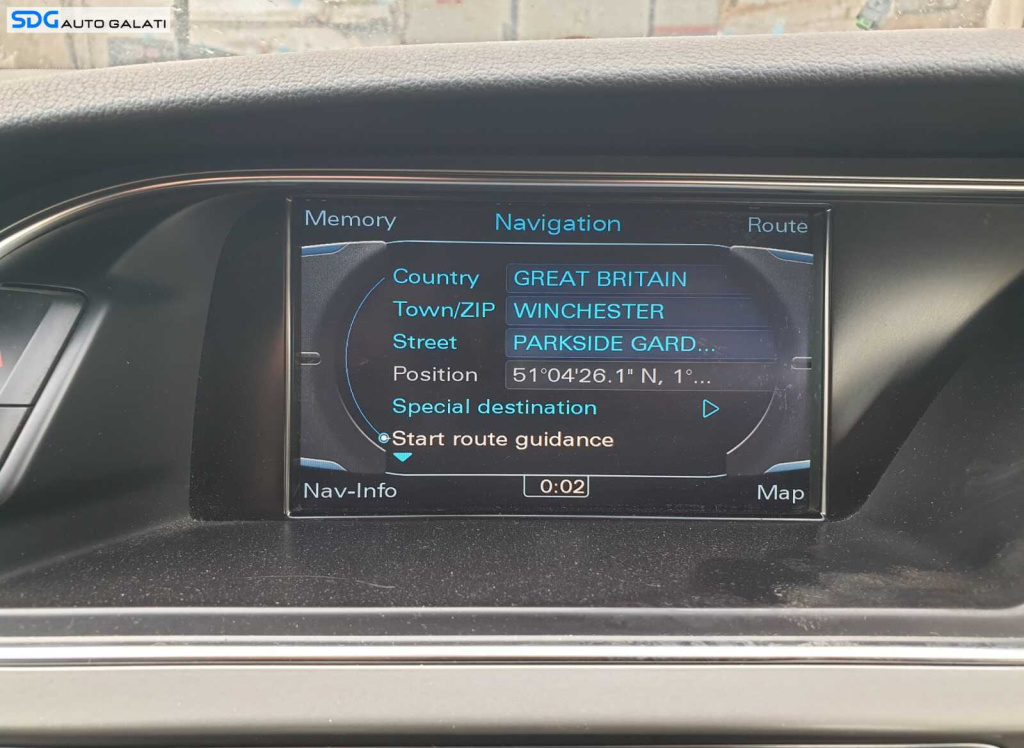 SDG AUTO GALATI
Memory Navigation Route
Country GREAT BRITAIN
Town/ZIP WINCHESTER
Street PARKSIDE GARD...
Position 51°04'26.1" N, 1°...
Special destination
Start route guidance
Nav-Info 0:02 Map